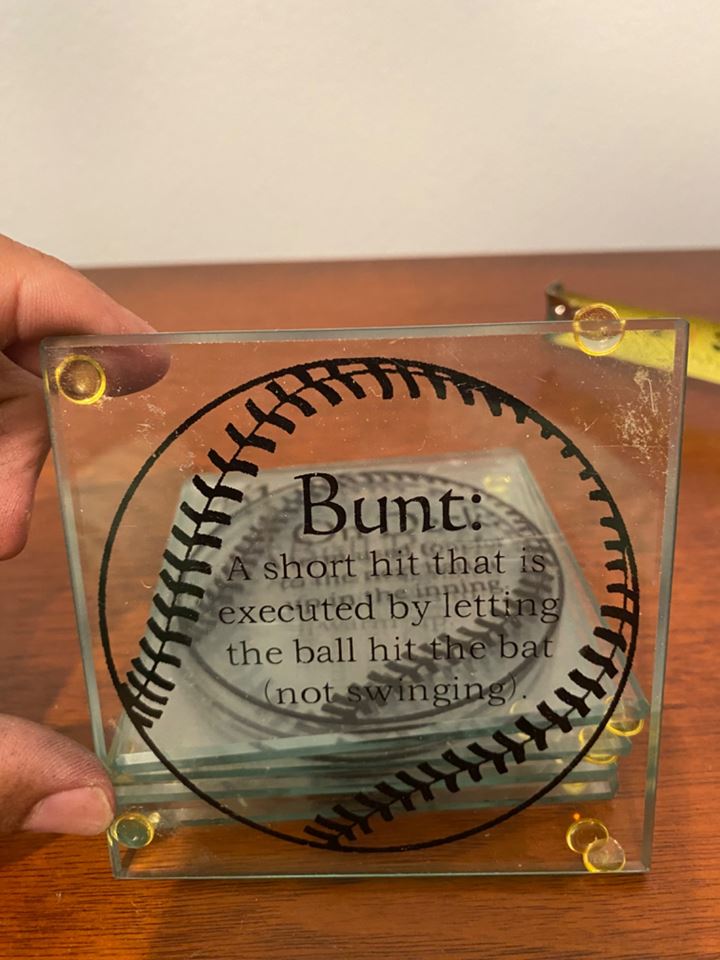 Bunt:
A short hit that is
executed by letting
the ball hit the bat
(not swinging).